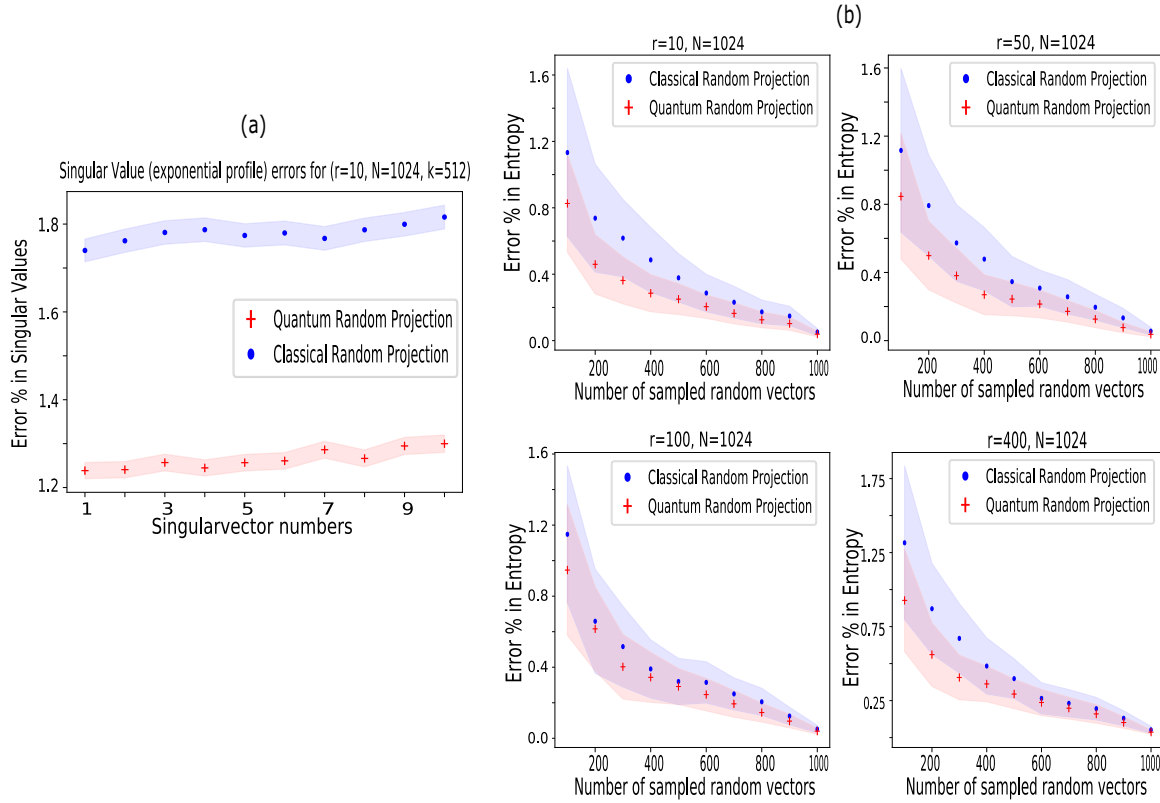 (a)
Singular Value (exponential profile) errors for (r=10, N=1024, k=512)
Error % in Singular Values
1.8
1.6
1.4
1.2
Quantum Random Projection
Classical Random Projection
1 3 5 7 9
Singularvector numbers
(b)
r=10, N=1024
Error % in Entropy
1.6
1.2
0.8
0.4
0.0
Classical Random Projection
Quantum Random Projection
200 400 600 800 1000
Number of sampled random vectors
r=50, N=1024
Error % in Entropy
1.6
1.2
0.8
0.4
0.0
Classical Random Projection
Quantum Random Projection
200 400 600 800 1000
Number of sampled random vectors
r=100, N=1024
Error % in Entropy
1.6
1.2
0.8
0.4
0.0
Classical Random Projection
Quantum Random Projection
200 400 600 800 1000
Number of sampled random vectors
r=400, N=1024
Error % in Entropy
1.75
1.25
0.75
0.25
Classical Random Projection
Quantum Random Projection
200 400 600 800 1000
Number of sampled random vectors